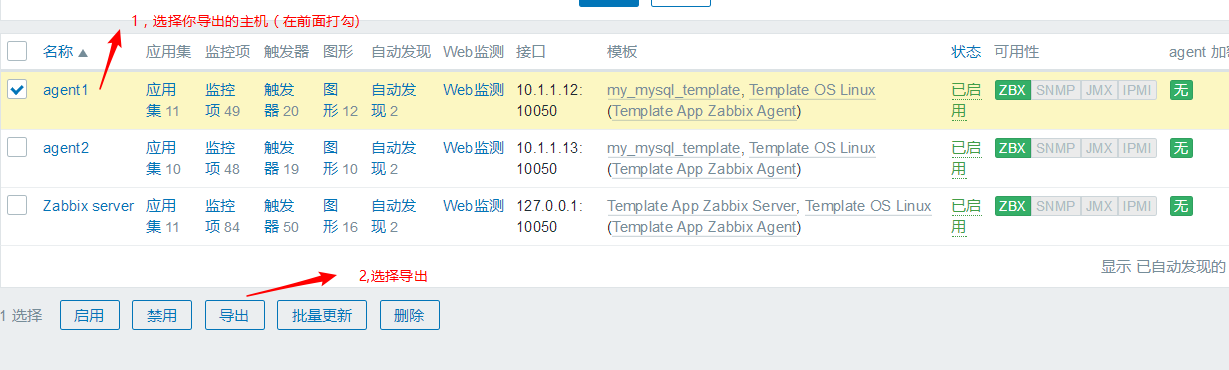 1，选择你导出的主机（在前面打勾）
名称 应用集 监控项 触发器 图形 自动发现 Web监测 接口 模板 状态 可用性
agent1 应用 监控 触发 图 自动发 Web监测 10.1.1.12: my_mysql_template, Template OS Linux 已启 ZBX SNMP JMX IPMI 无
集 11 项 49 器 20 形 12 现 2 10050 (Template App Zabbix Agent) 用
agent2 应用 监控 触发 图 自动发 Web监测 10.1.1.13: my_mysql_template, Template OS Linux 已启 ZBX SNMP JMX IPMI 无
集 10 项 48 器 19 形 10 现 2 10050 (Template App Zabbix Agent) 用
Zabbix server 应用 监控 触发 图 自动发 Web监测 127.0.0.1: Template App Zabbix Server, Template OS Linux 已启 ZBX SNMP JMX IPMI 无
集 11 项 84 器 50 形 16 现 2 10050 (Template App Zabbix Agent) 用
显示 已自动发现的
2,选择导出
1 选择 启用 禁用 导出 批量更新 删除